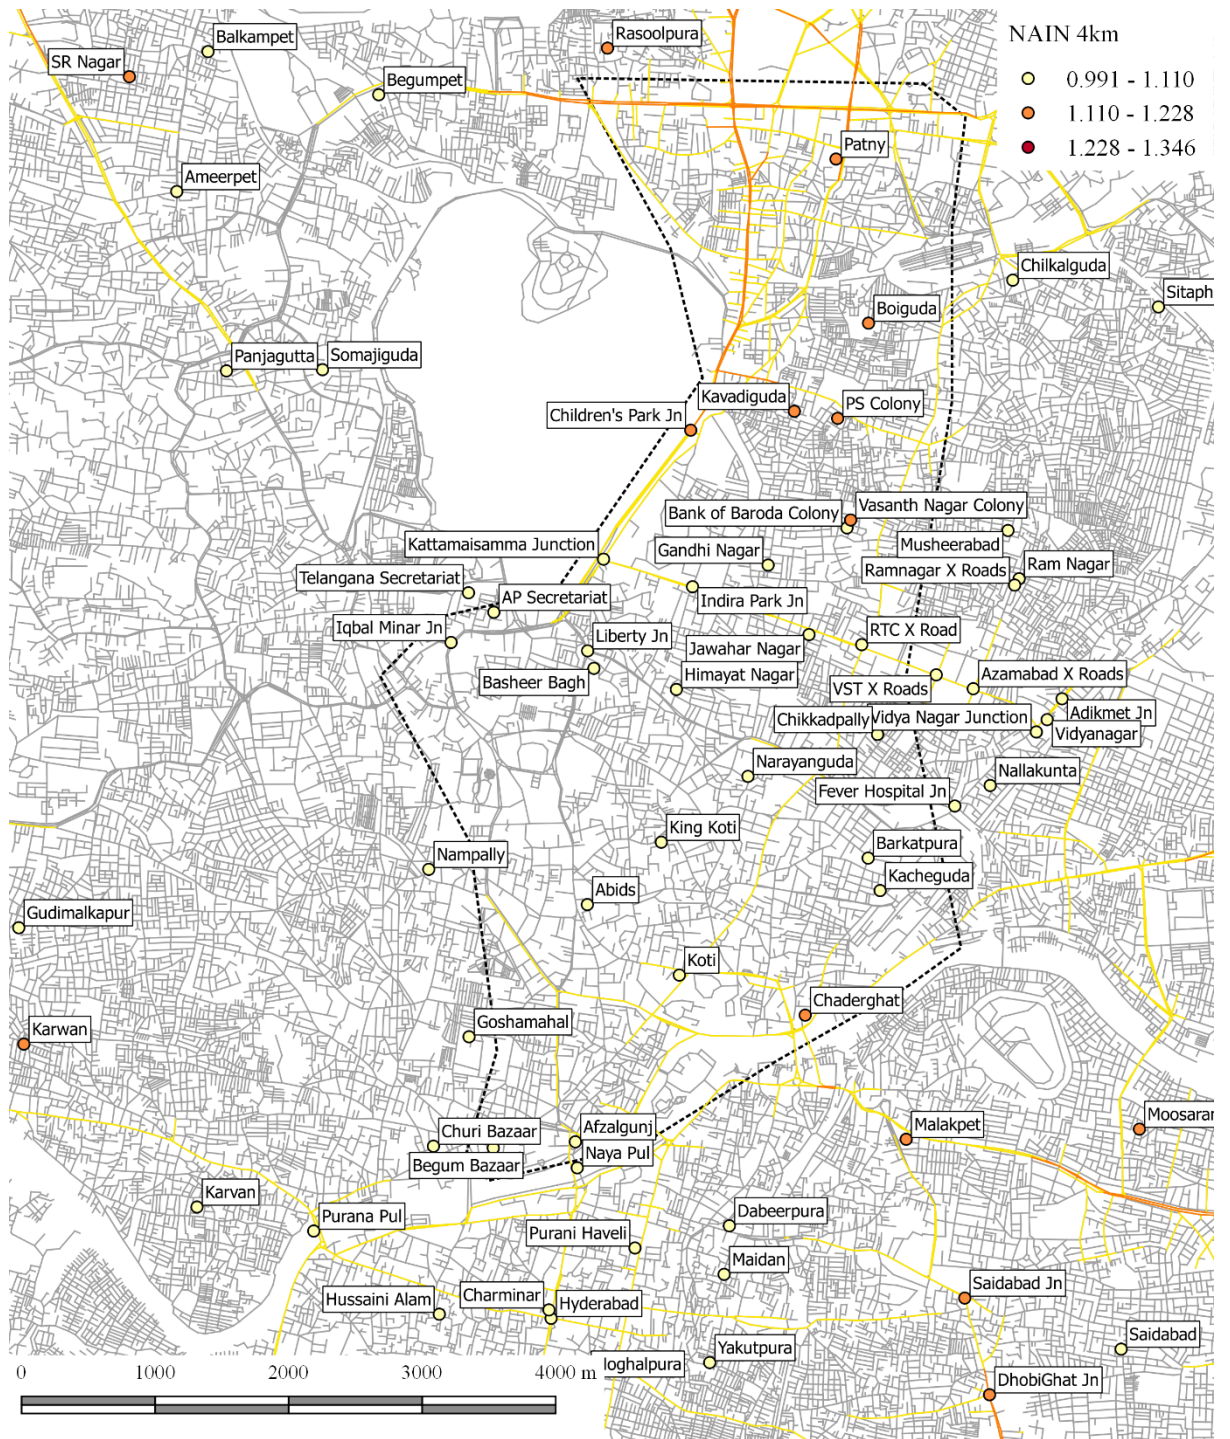 NAIN 4km
0.991 - 1.110
1.110 - 1.228
1.228 - 1.346
Balkampet
Rasoolpura
SR Nagar
Begumpet
Patny
Ameerpet
Chilkalguda
Sitaph
Boiguda
Panjagutta
Somajiguda
Kavadiguda
PS Colony
Children's Park Jn
Bank of Baroda Colony
Vasanth Nagar Colony
Kattamaisamma Junction
Gandhi Nagar
Musheerabad
Ramnagar X Roads
Ram Nagar
Telangana Secretariat
AP Secretariat
Indira Park Jn
Iqbal Minar Jn
Liberty Jn
RTC X Road
Jawahar Nagar
Basheer Bagh
Himayat Nagar
VST X Roads
Azamabad X Roads
Chikkadpally
Vidya Nagar Junction
Adikmet Jn
Vidyanagar
Narayanguda
Nallakunta
Fever Hospital Jn
King Koti
Barkatpura
Nampally
Kacheguda
Abids
Gudimalkapur
Koti
Chaderghat
Karwan
Goshamahal
Churi Bazaar
Afzalgunj
Malakpet
Moosaran
Begum Bazaar
Naya Pul
Karvan
Purana Pul
Dabeerpura
Purani Haveli
Maidan
Saidabad Jn
Hussaini Alam
Charminar
Hyderabad
Saidabad
loghalpura
Yakutpura
DhobiGhat Jn
0 1000 2000 3000 4000 m